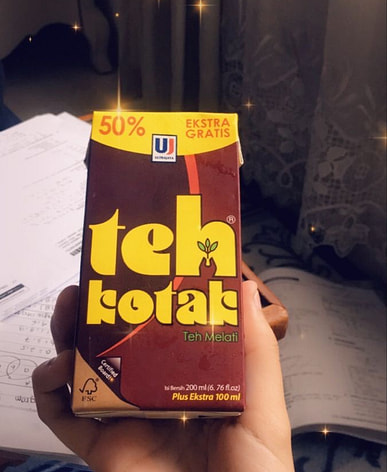 50%
EKSTRA
GRATIS
UJ
Ultrajaya
teh®
kotak
Teh Melati
Isi Bersih 200 ml (6.76 fl.oz)
Plus Ekstra 100 ml
Certified
FSC